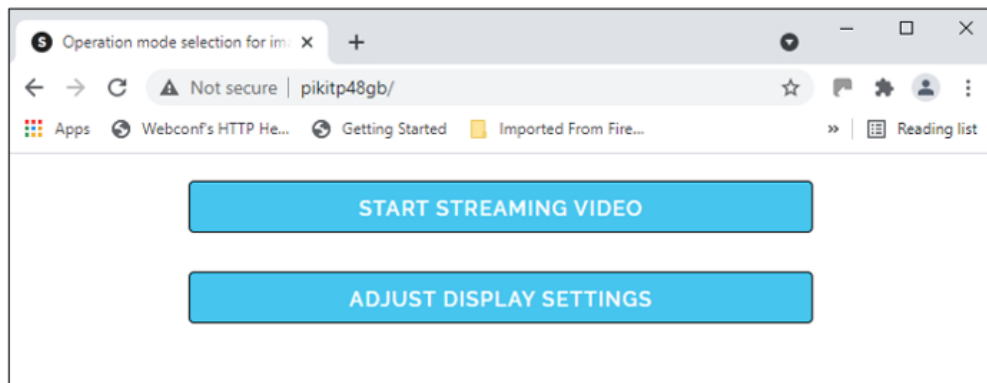 Operation mode selection for im
Not secure pikitp48gb/
Apps Webconf's HTTP He... Getting Started Imported From Fire... » Reading list
START STREAMING VIDEO
ADJUST DISPLAY SETTINGS